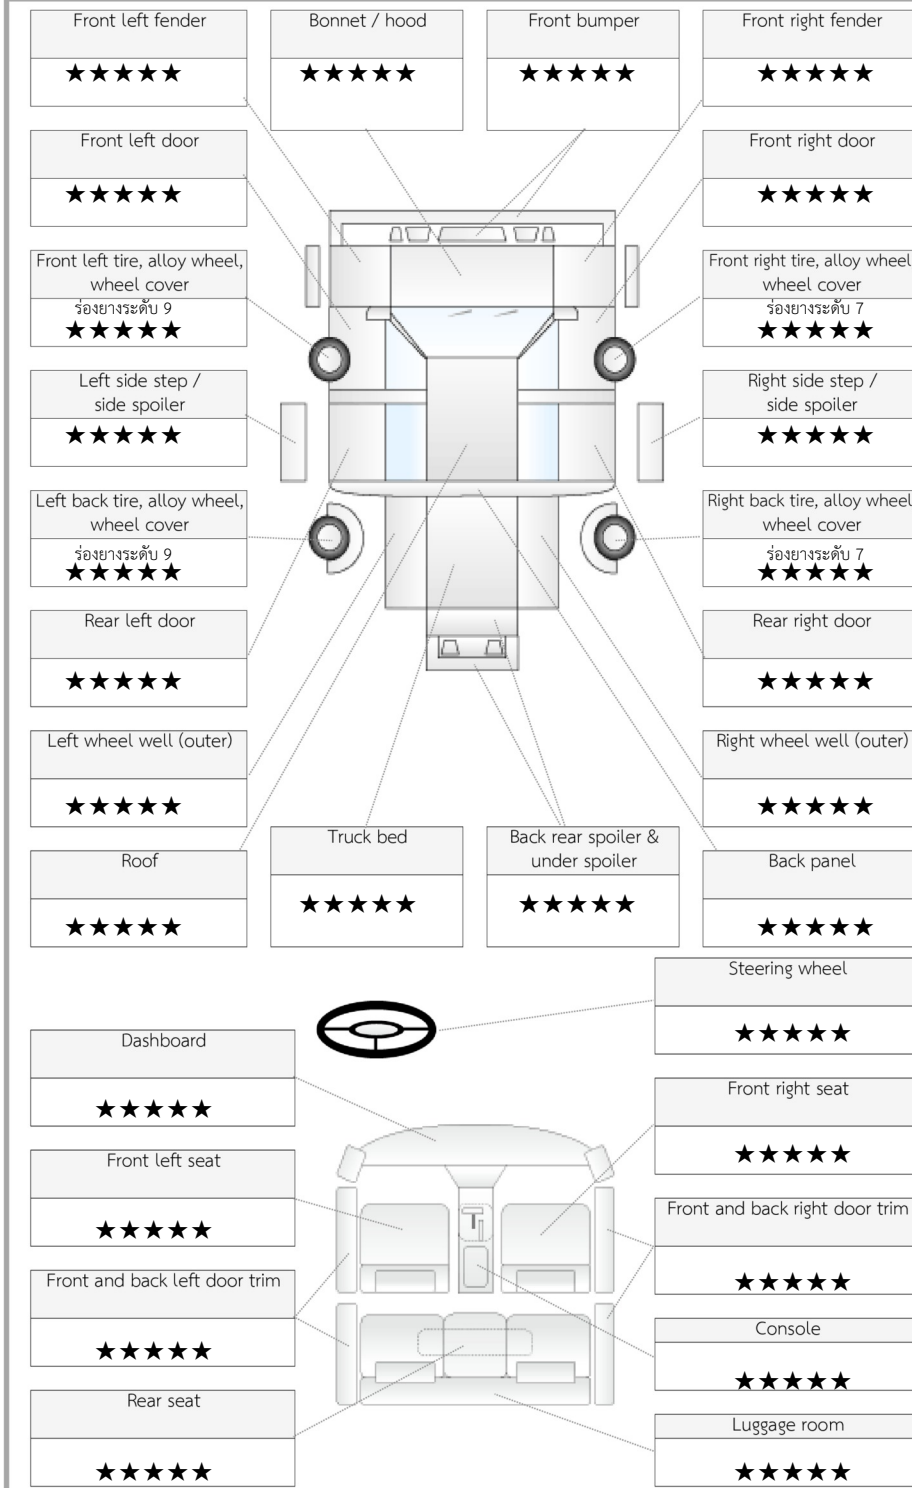 Front left fender
★★★★★
Bonnet / hood
★★★★★
Front bumper
★★★★★
Front right fender
★★★★★
Front left door
★★★★★
Front right door
★★★★★
Front left tire, alloy wheel,
wheel cover
ร่องยางระดับ 9
★★★★★
Front right tire, alloy wheel
wheel cover
ร่องยางระดับ 7
★★★★★
Left side step /
side spoiler
★★★★★
Right side step /
side spoiler
★★★★★
Left back tire, alloy wheel,
wheel cover
ร่องยางระดับ 9
★★★★★
Right back tire, alloy wheel
wheel cover
ร่องยางระดับ 7
★★★★★
Rear left door
★★★★★
Rear right door
★★★★★
Left wheel well (outer)
★★★★★
Right wheel well (outer)
★★★★★
Roof
★★★★★
Truck bed
★★★★★
Back rear spoiler &
under spoiler
★★★★★
Back panel
★★★★★
Steering wheel
★★★★★
Dashboard
★★★★★
Front right seat
★★★★★
Front left seat
★★★★★
Front and back right door trim
★★★★★
Front and back left door trim
★★★★★
Console
★★★★★
Rear seat
★★★★★
Luggage room
★★★★★